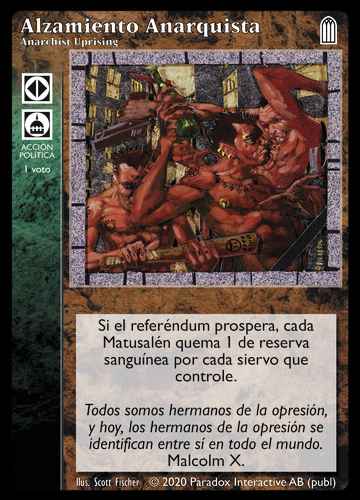 Alzamiento Anarquista
Anarchist Uprising
ACCIÓN
POLÍTICA
1 voto
Si el referéndum prospera, cada
Matusalén quema 1 de reserva
sanguínea por cada siervo que
controle.
Todos somos hermanos de la opresión,
y hoy, los hermanos de la opresión se
identifican entre sí en todo el mundo.
Malcolm X.
Ilus. Scott Fischer © 2020 Paradox Interactive AB (publ)